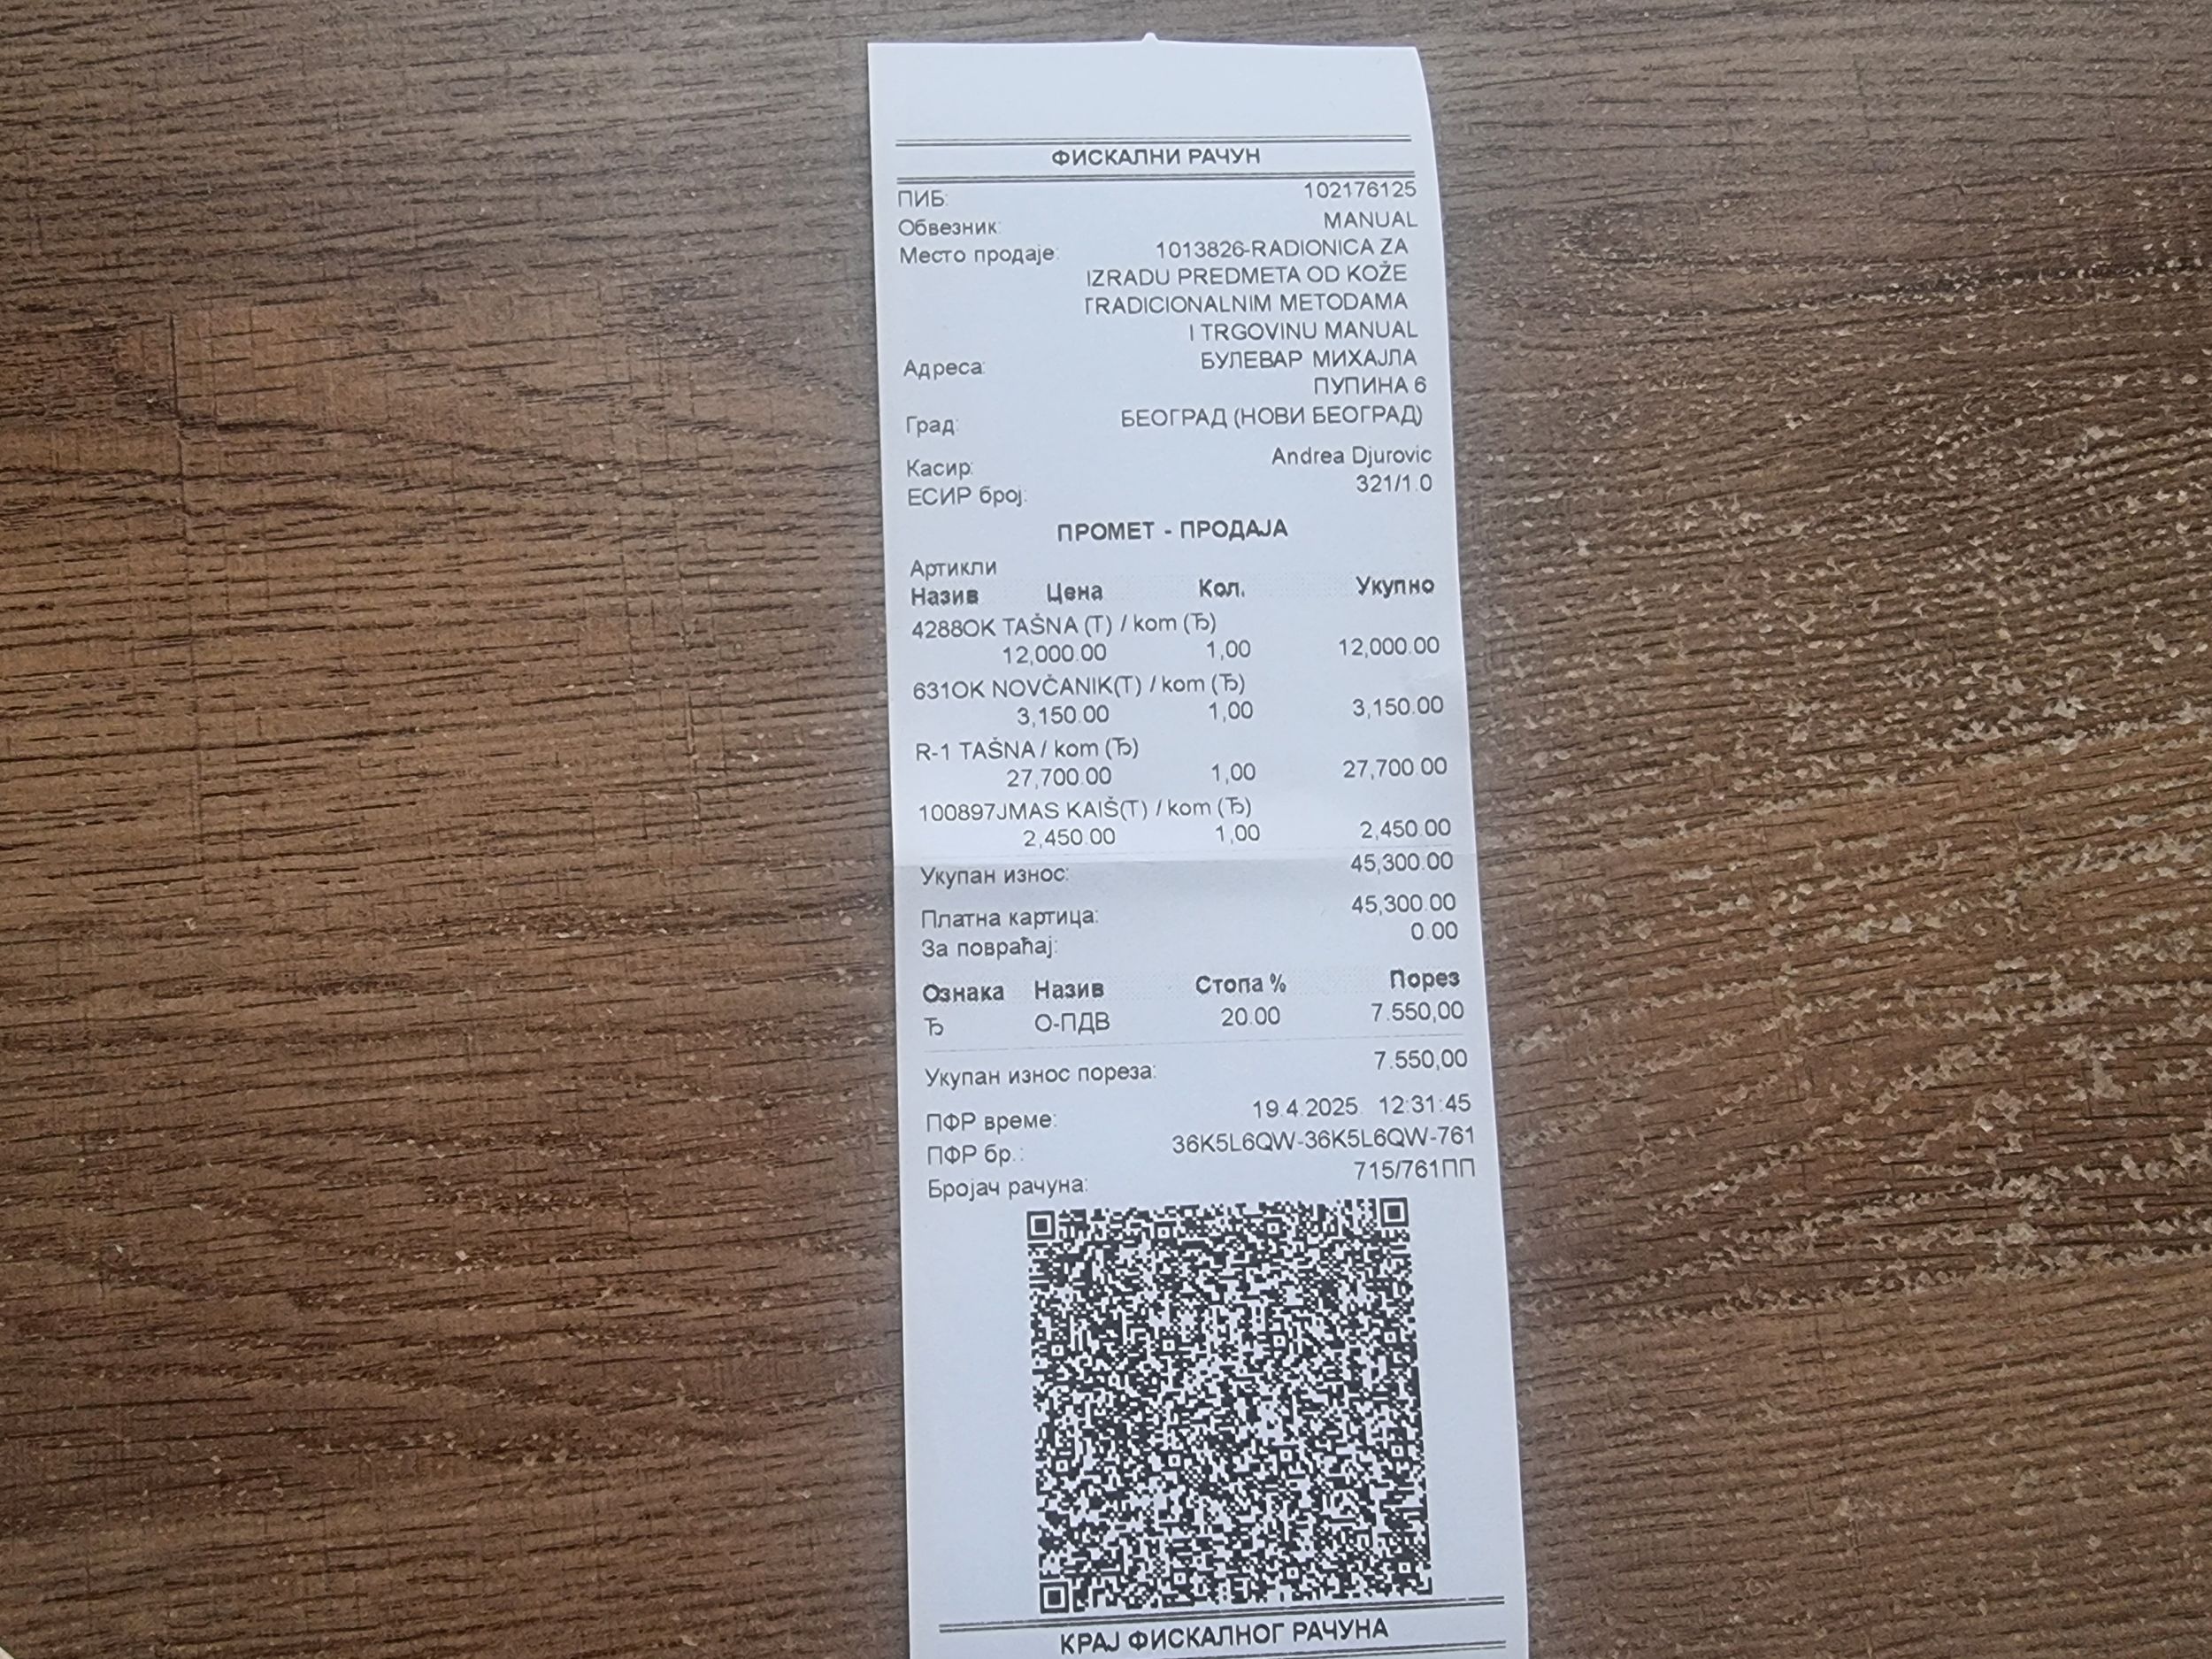 ФИСКАЛНИ РАЧУН
ПИБ: 102176125
Обвезник: MANUAL
Место продаје: 1013826-RADIONICA ZA
IZRADU PREDMETA OD KOŽE
TRADICIONALNIM METODAMA
I TRGOVINU MANUAL
Адреса: БУЛЕВАР МИХАЈЛА
ПУПИНА 6
Град: БЕОГРАД (НОВИ БЕОГРАД)
Касир: Andrea Djurovic
ЕСИР број: 321/1.0
ПРОМЕТ - ПРОДАЈА
Артикли
Назив Цена Кол. Укупно
4288OK TAŠNA (T) / kom (Ђ)
12,000.00 1,00 12,000.00
631OK NOVČANIK(T) / kom (Ђ)
3,150.00 1,00 3,150.00
R-1 TAŠNA / kom (Ђ)
27,700.00 1,00 27,700.00
100897JMAS KAIŠ(T) / kom (Ђ)
2,450.00 1,00 2,450.00
Укупан износ: 45,300.00
Платна картица: 45,300.00
За повраћај: 0.00
Ознака Назив Стопа % Порез
Ђ О-ПДВ 20.00 7.550,00
Укупан износ пореза: 7.550,00
ПФР време: 19.4.2025. 12:31:45
ПФР бр.: 36K5L6QW-36K5L6QW-761
Бројач рачуна: 715/761ПП
КРАЈ ФИСКАЛНОГ РАЧУНА